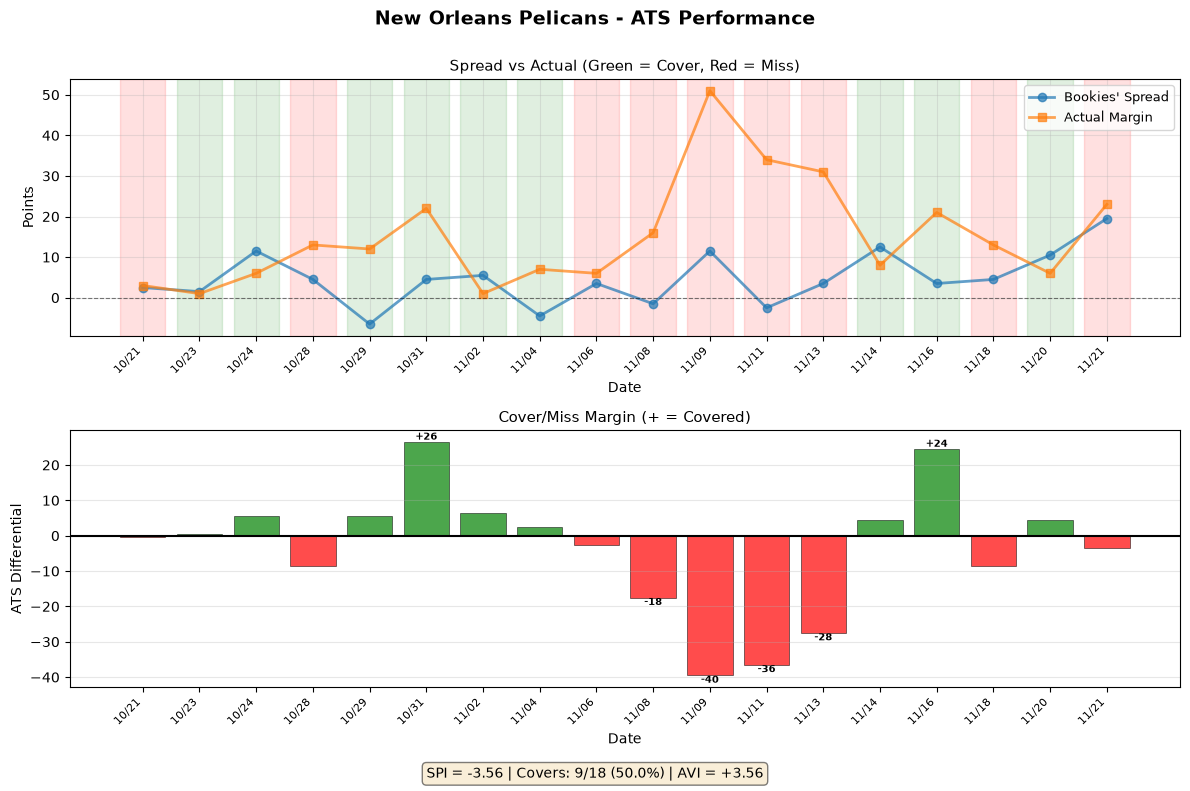 New Orleans Pelicans - ATS Performance
Spread vs Actual (Green = Cover, Red = Miss)
Points
50
40
30
20
10
0
Bookies' Spread
Actual Margin
10/21 10/23 10/24 10/28 10/29 10/31 11/02 11/04 11/06 11/08 11/09 11/11 11/13 11/14 11/16 11/18 11/20 11/21
Date
Cover/Miss Margin (+ = Covered)
ATS Differential
20
10
0
−10
−20
−30
−40
+26
+24
-18
-40
-36
-28
10/21 10/23 10/24 10/28 10/29 10/31 11/02 11/04 11/06 11/08 11/09 11/11 11/13 11/14 11/16 11/18 11/20 11/21
Date
SPI = -3.56 | Covers: 9/18 (50.0%) | AVI = +3.56